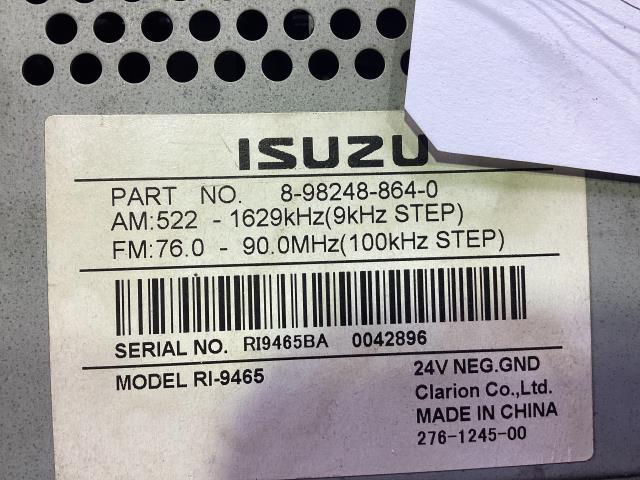 ISUZU
PART NO. 8-98248-864-0
AM:522 - 1629kHz(9kHz STEP)
FM:76.0 - 90.0MHz(100kHz STEP)
SERIAL NO. RI9465BA 0042896
MODEL RI-9465
24V NEG.GND
Clarion Co.,Ltd.
MADE IN CHINA
276-1245-00